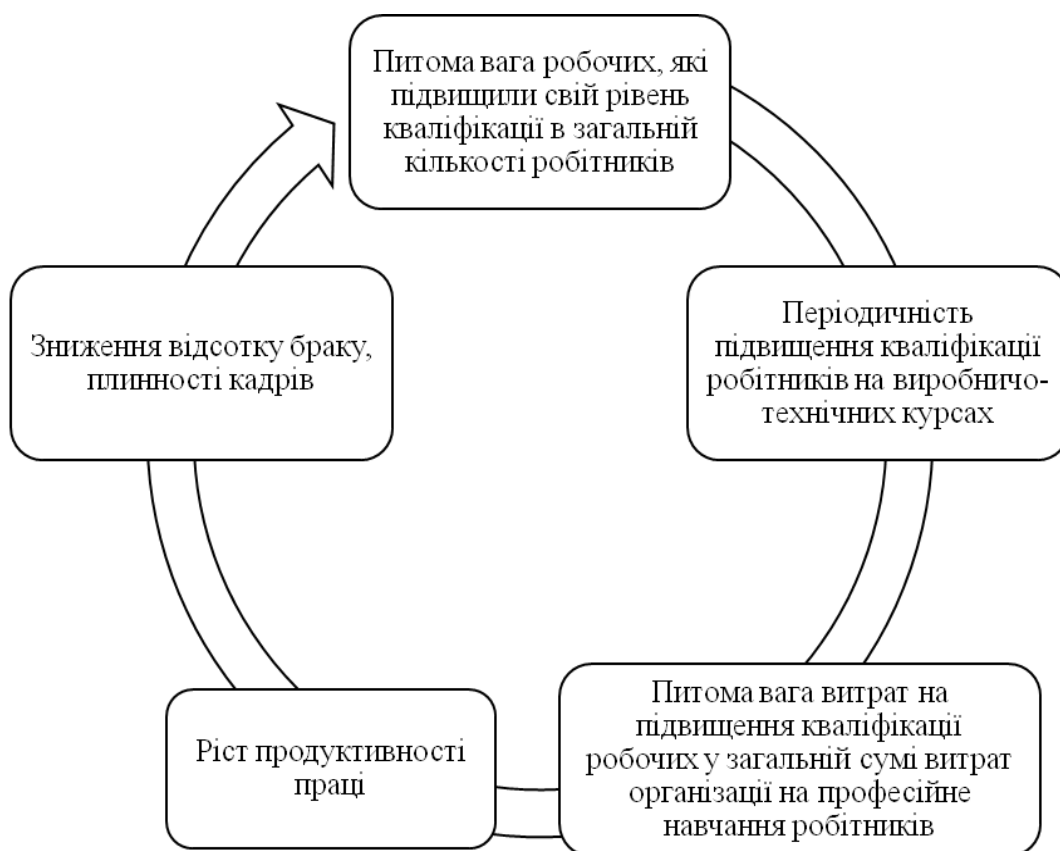 Питома вага робочих, які
підвищили свій рівень
кваліфікації в загальній
кількості робітників
Періодичність
підвищення кваліфікації
робітників на виробничо-
технічних курсах
Питома вага витрат на
підвищення кваліфікації
робочих у загальній сумі витрат
організації на професійне
навчання робітників
Ріст продуктивності
праці
Зниження відсотку браку,
плинності кадрів